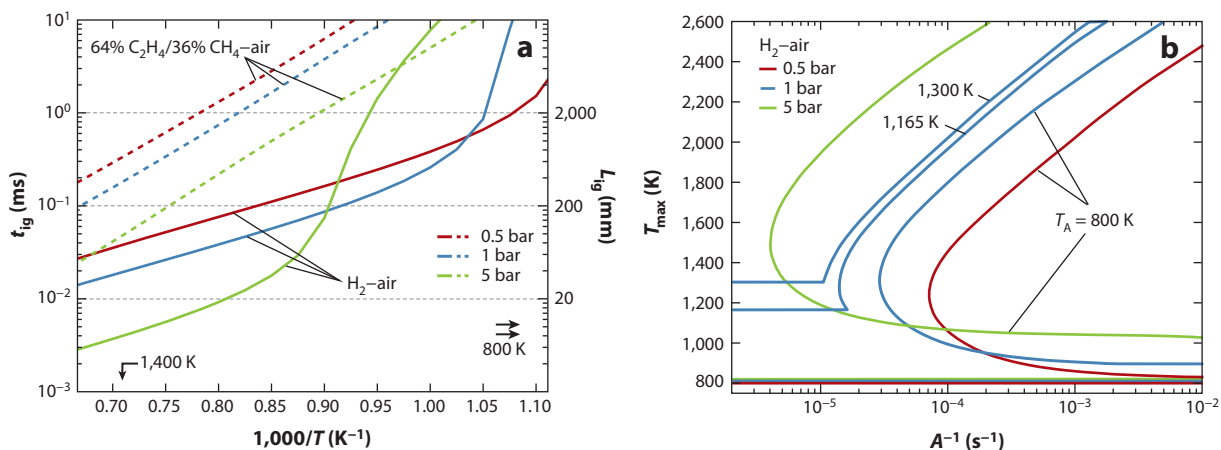 a
64% C₂H₄/36% CH₄–air
H₂–air
0.5 bar
1 bar
5 bar
1,400 K
800 K
10¹
10⁰
10⁻¹
10⁻²
10⁻³
t_ig (ms)
2,000
200
20
L_ig (mm)
0.70 0.75 0.80 0.85 0.90 0.95 1.00 1.05 1.10
1,000/T (K⁻¹)
b
H₂–air
0.5 bar
1 bar
5 bar
1,300 K
1,165 K
T_A = 800 K
2,600
2,400
2,200
2,000
1,800
1,600
1,400
1,200
1,000
800
T_max (K)
10⁻⁵ 10⁻⁴ 10⁻³ 10⁻²
A⁻¹ (s⁻¹)